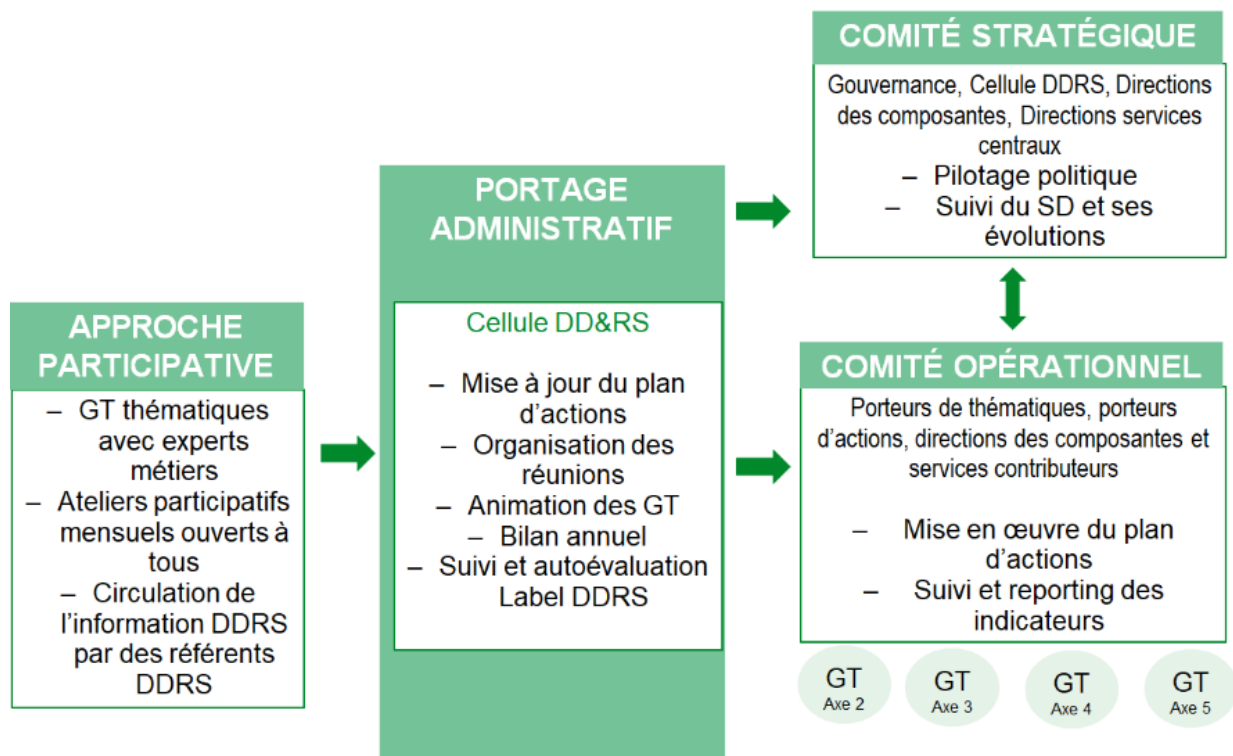 APPROCHE
PARTICIPATIVE
– GT thématiques
avec experts
métiers
– Ateliers participatifs
mensuels ouverts à
tous
– Circulation de
l'information DDRS
par des référents
DDRS
PORTAGE
ADMINISTRATIF
Cellule DD&RS
– Mise à jour du plan
d'actions
– Organisation des
réunions
– Animation des GT
– Bilan annuel
– Suivi et autoévaluation
Label DDRS
COMITÉ STRATÉGIQUE
Gouvernance, Cellule DDRS, Directions
des composantes, Directions services
centraux
– Pilotage politique
– Suivi du SD et ses
évolutions
COMITÉ OPÉRATIONNEL
Porteurs de thématiques, porteurs
d'actions, directions des composantes et
services contributeurs
– Mise en œuvre du plan
d'actions
– Suivi et reporting des
indicateurs
GT
Axe 2
GT
Axe 3
GT
Axe 4
GT
Axe 5